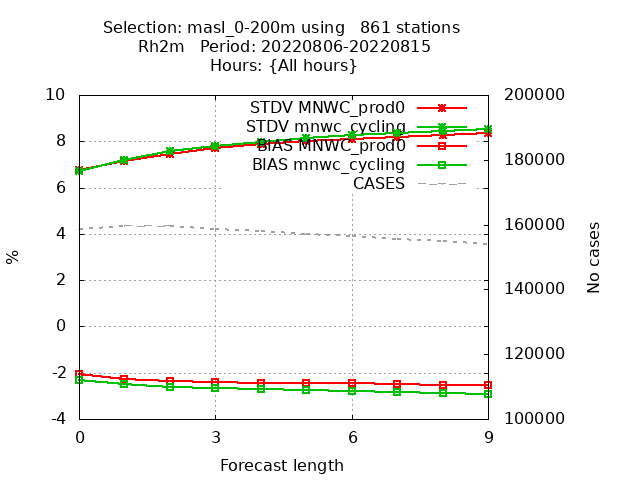 Selection: masl_0-200m using 861 stations
Rh2m Period: 20220806-20220815
Hours: {All hours}
10 200000
STDV MNWC_prod0
STDV mnwc_cycling
8 180000
BIAS MNWC_prod0
BIAS mnwc_cycling
CASES
6
4 160000
%
No cases
2 140000
0
-2 120000
-4 100000
0 3 6 9
Forecast length